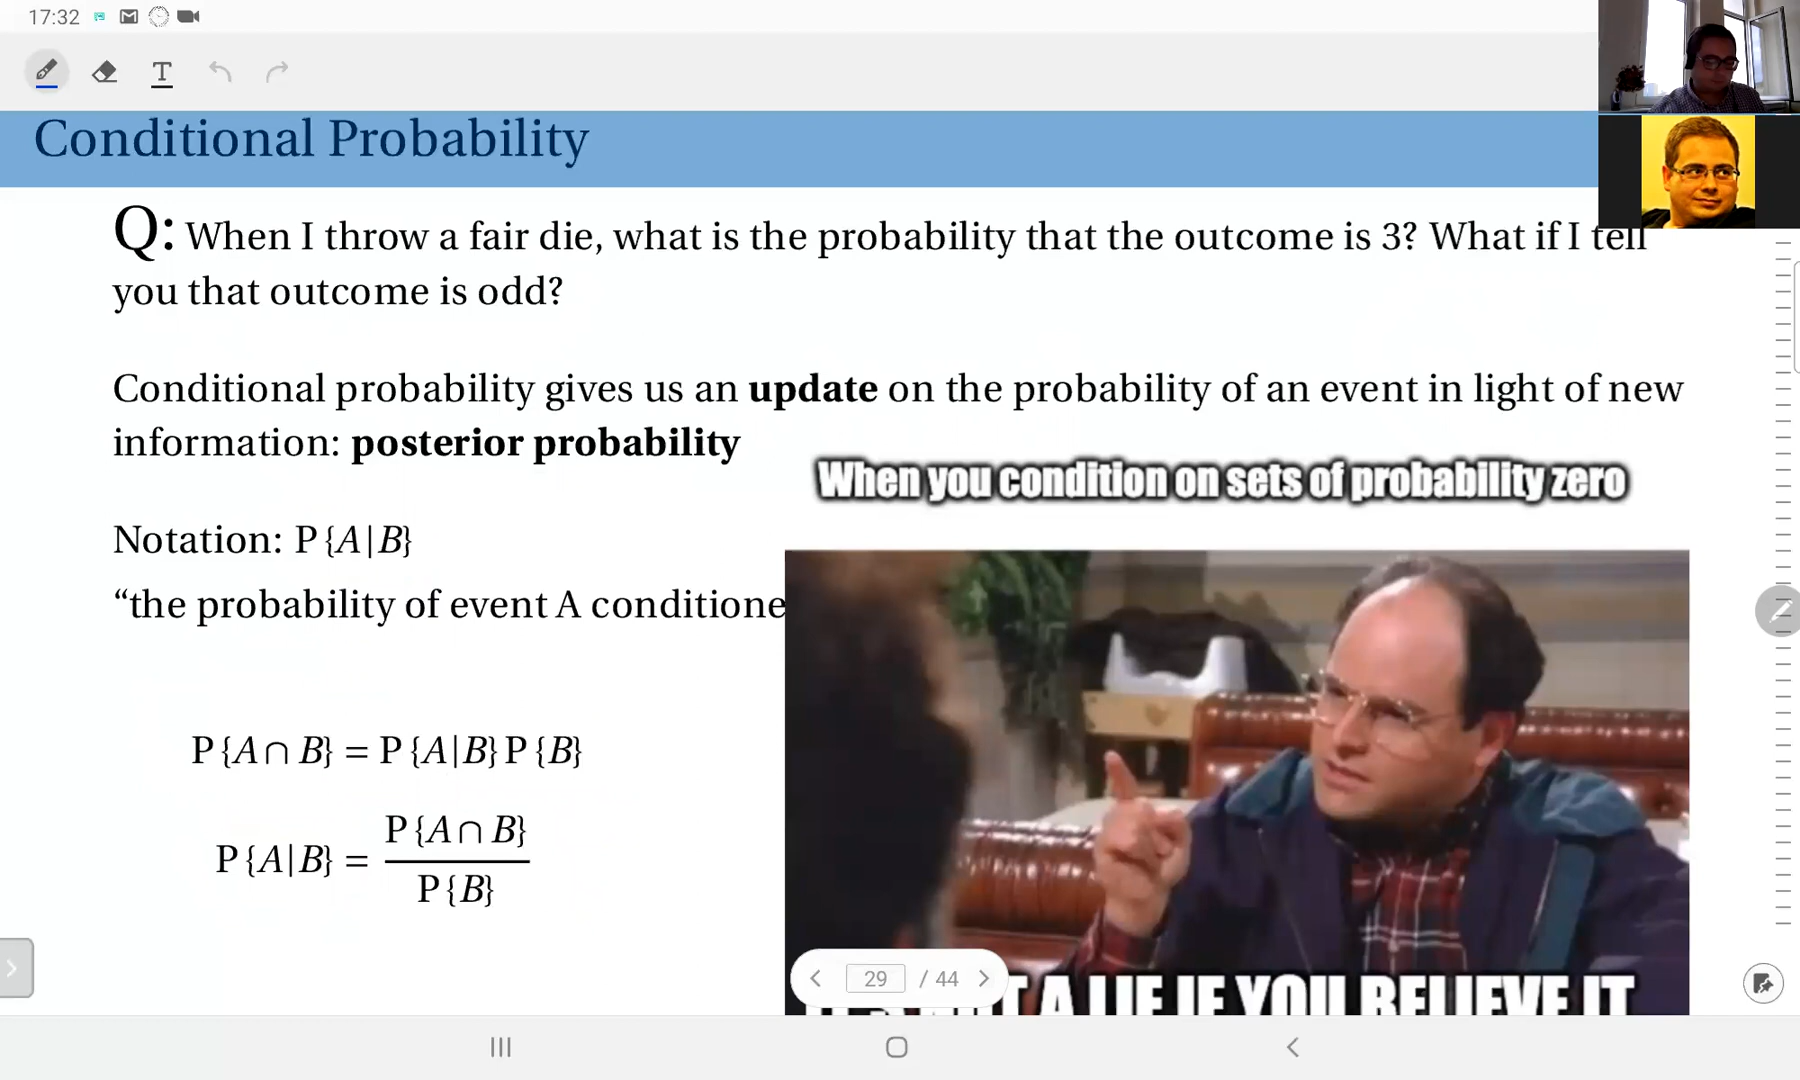 17:32
T
Conditional Probability
Q: When I throw a fair die, what is the probability that the outcome is 3? What if I tell
you that outcome is odd?
Conditional probability gives us an update on the probability of an event in light of new
information: posterior probability
When you condition on sets of probability zero
Notation: P{A|B}
“the probability of event A conditione
P{A∩B} = P{A|B}P{B}
P{A|B} = P{A∩B} / P{B}
29 / 44
T A LIE IF YOU BELIEVE IT